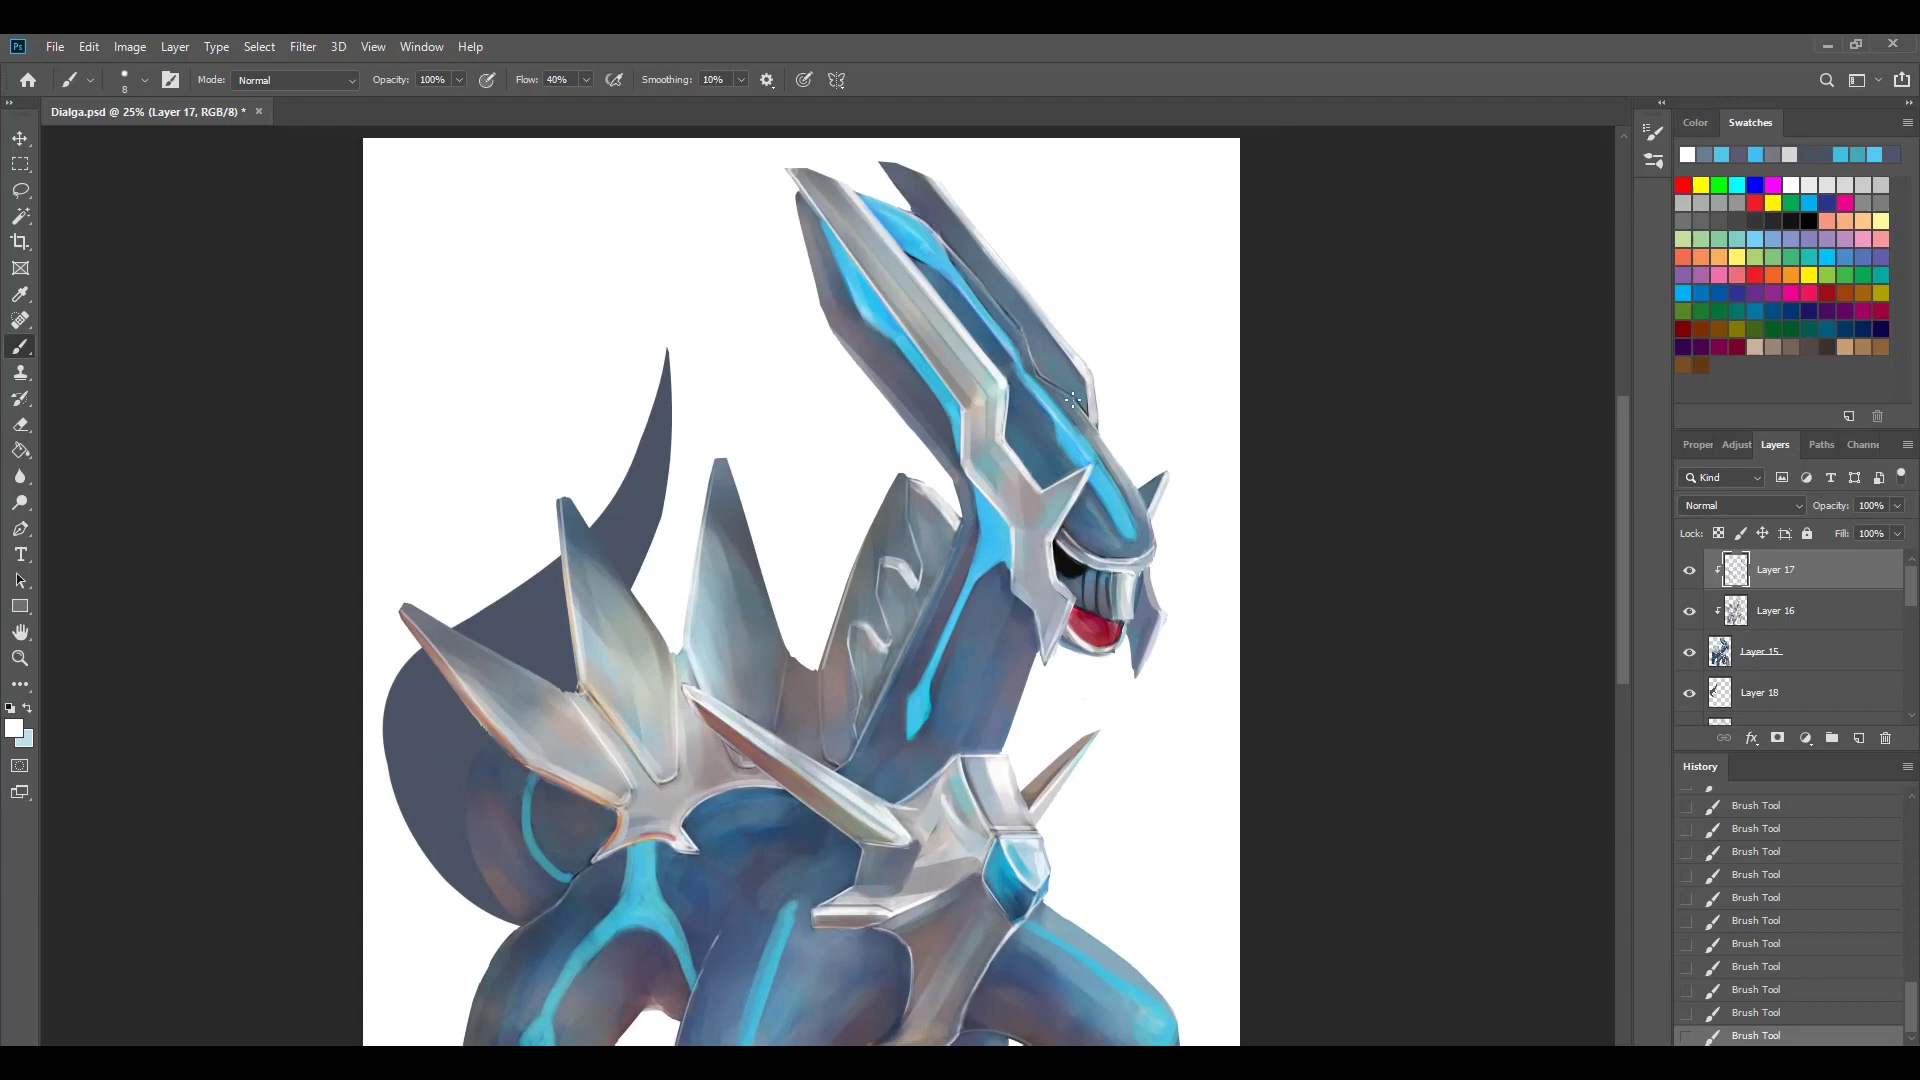 Ps File Edit Image Layer Type Select Filter 3D View Window Help
8 Mode: Normal Opacity: 100% Flow: 40% Smoothing: 10%
Dialga.psd @ 25% (Layer 17, RGB/8) *
Color Swatches
Proper Adjust Layers Paths Channe
Kind
Normal Opacity: 100%
Lock: Fill: 100%
Layer 17
Layer 16
Layer 15
Layer 18
fx
History
Brush Tool
Brush Tool
Brush Tool
Brush Tool
Brush Tool
Brush Tool
Brush Tool
Brush Tool
Brush Tool
Brush Tool
Brush Tool